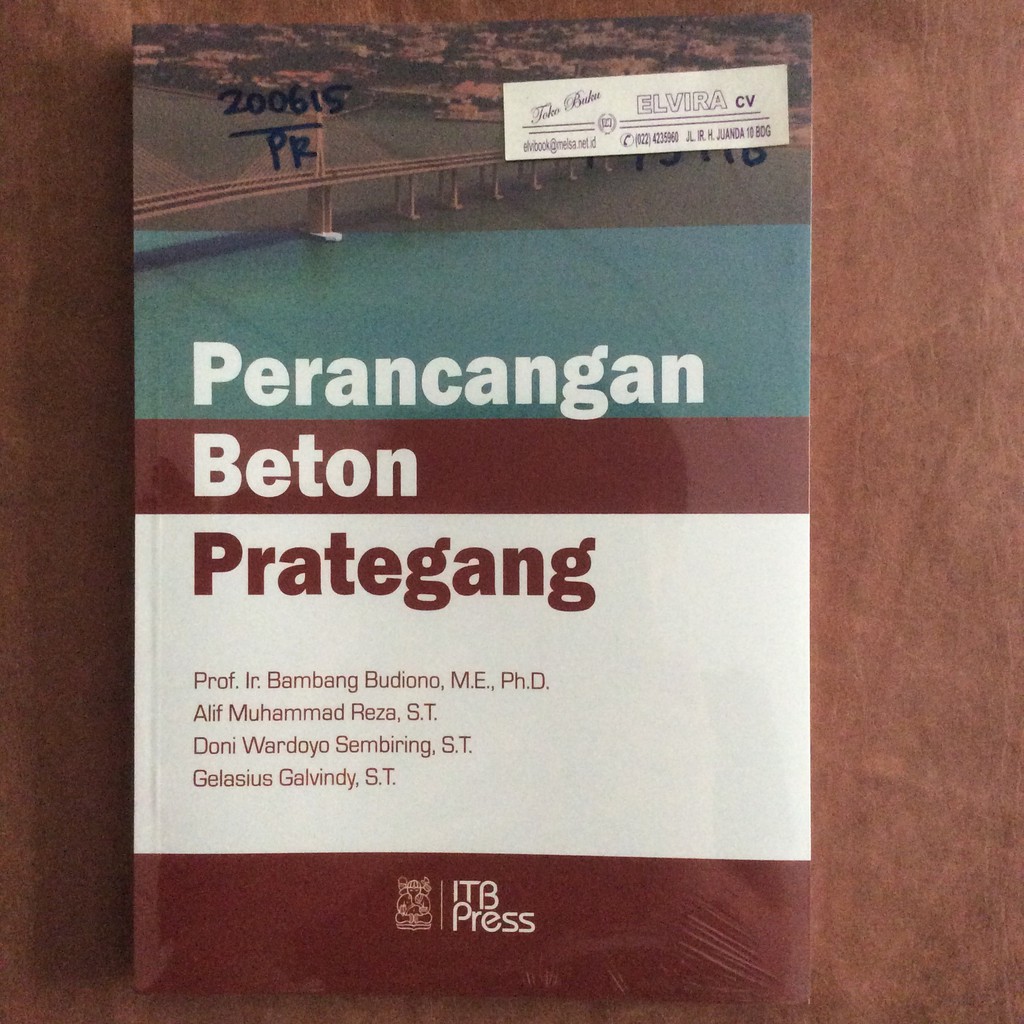 200615
PR
Toko Buku
ELVIRA CV
elvibook@melsa.net.id
(022) 4235960 JL. IR. H. JUANDA 10 BDG
Perancangan
Beton
Prategang
Prof. Ir. Bambang Budiono, M.E., Ph.D.
Alif Muhammad Reza, S.T.
Doni Wardoyo Sembiring, S.T.
Gelasius Galvindy, S.T.
ITB
Press